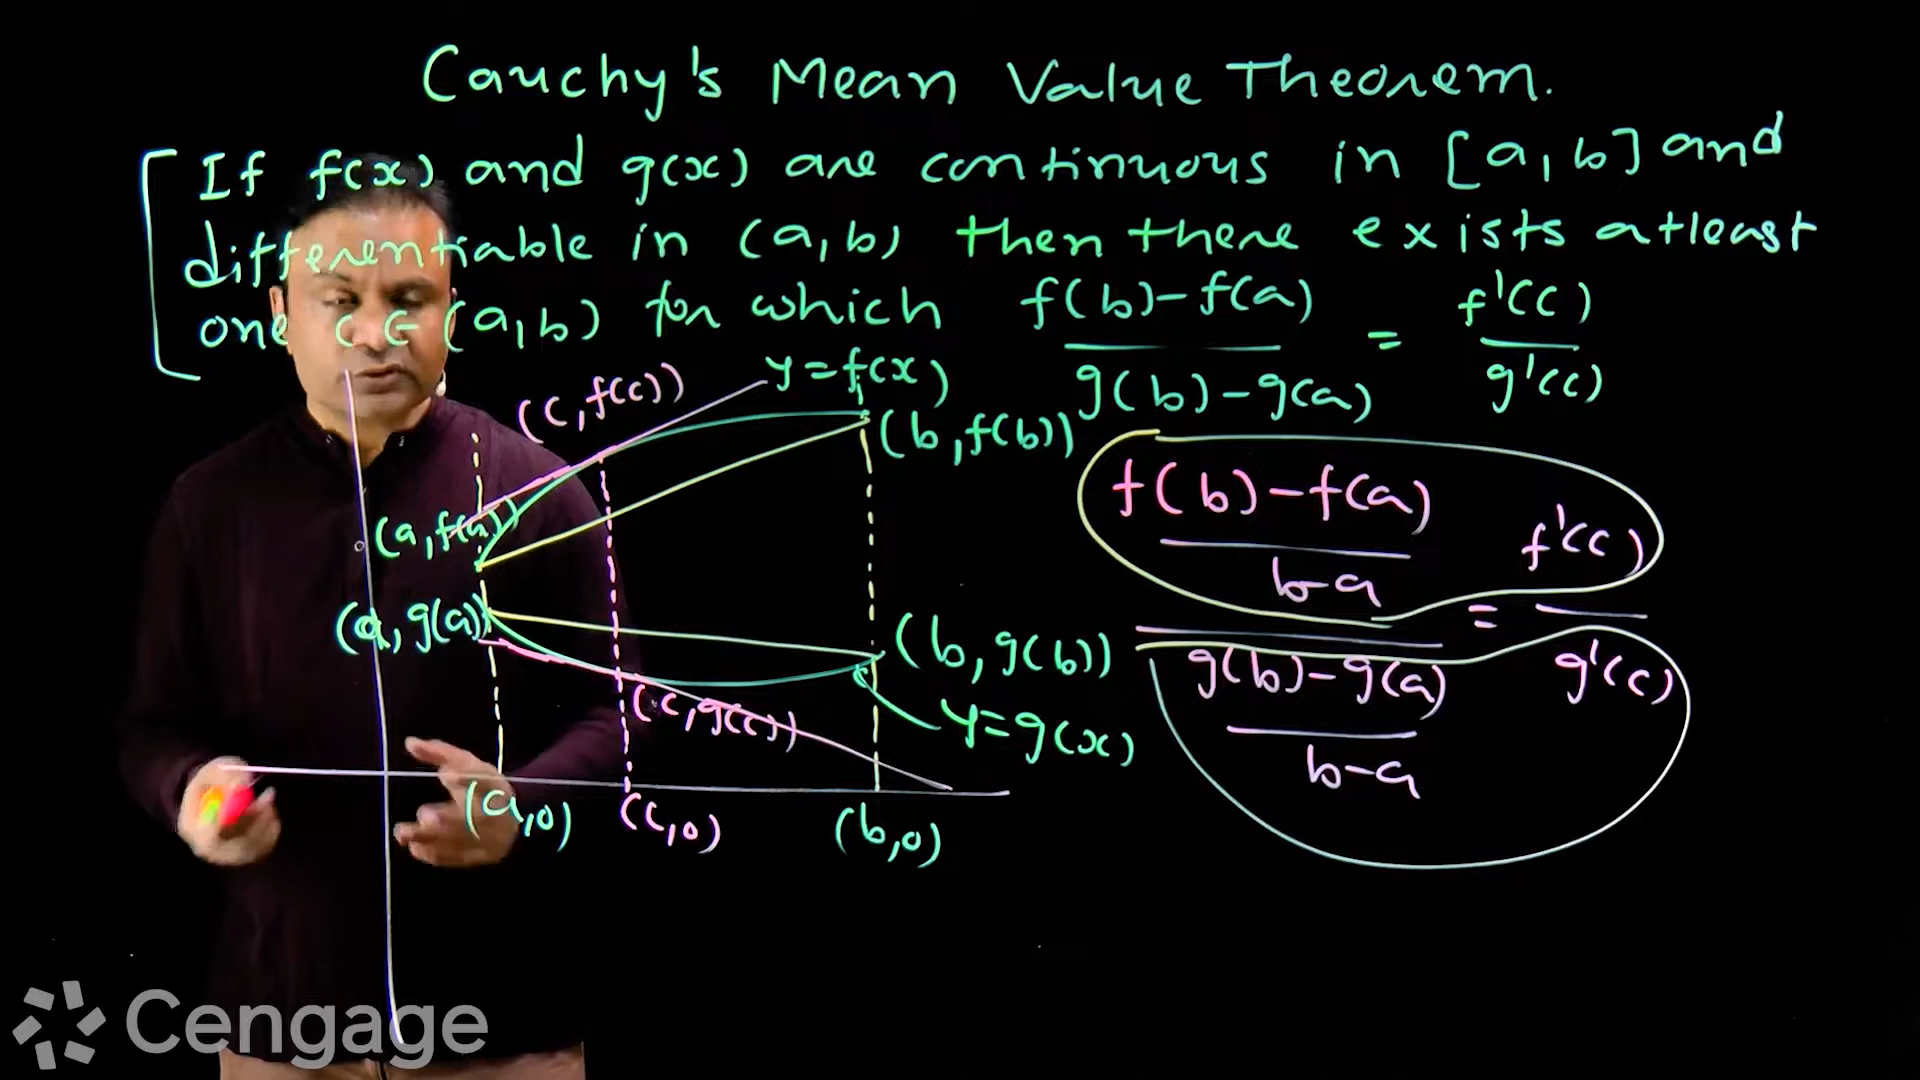 Cauchy's Mean Value Theorem.
If f(x) and g(x) are continuous in [a,b] and
differentiable in (a,b) then there exists atleast
one c ∈ (a,b) for which f(b)-f(a) / g(b)-g(a) = f'(c) / g'(c)
y=f(x)
(c,f(c))
(b,f(b))
(a,f(a))
f(b)-f(a) / b-a
f'(c)
=
(a,g(a))
(b,g(b))
g(b)-g(a) / b-a
g'(c)
(c,g(c))
y=g(x)
(a,0) (c,0) (b,0)
Cengage